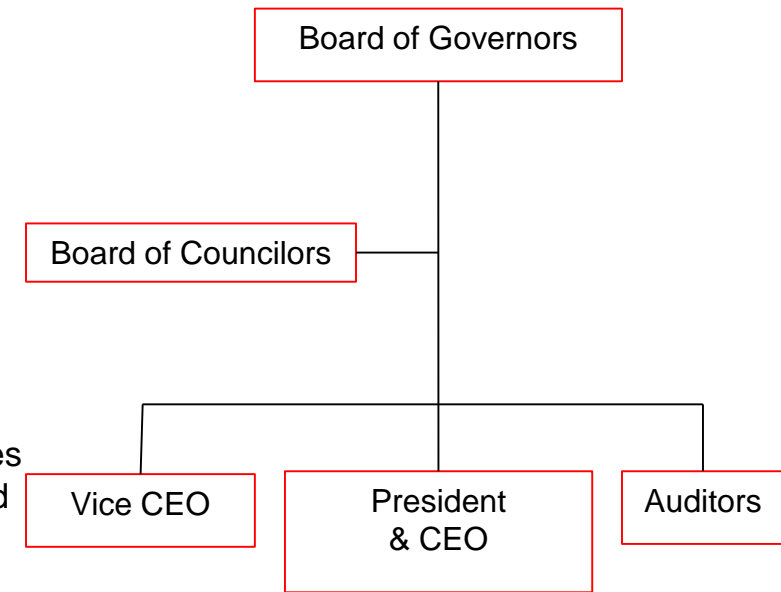 Board of Governors
Board of Councilors
Vice CEO
President
& CEO
Auditors